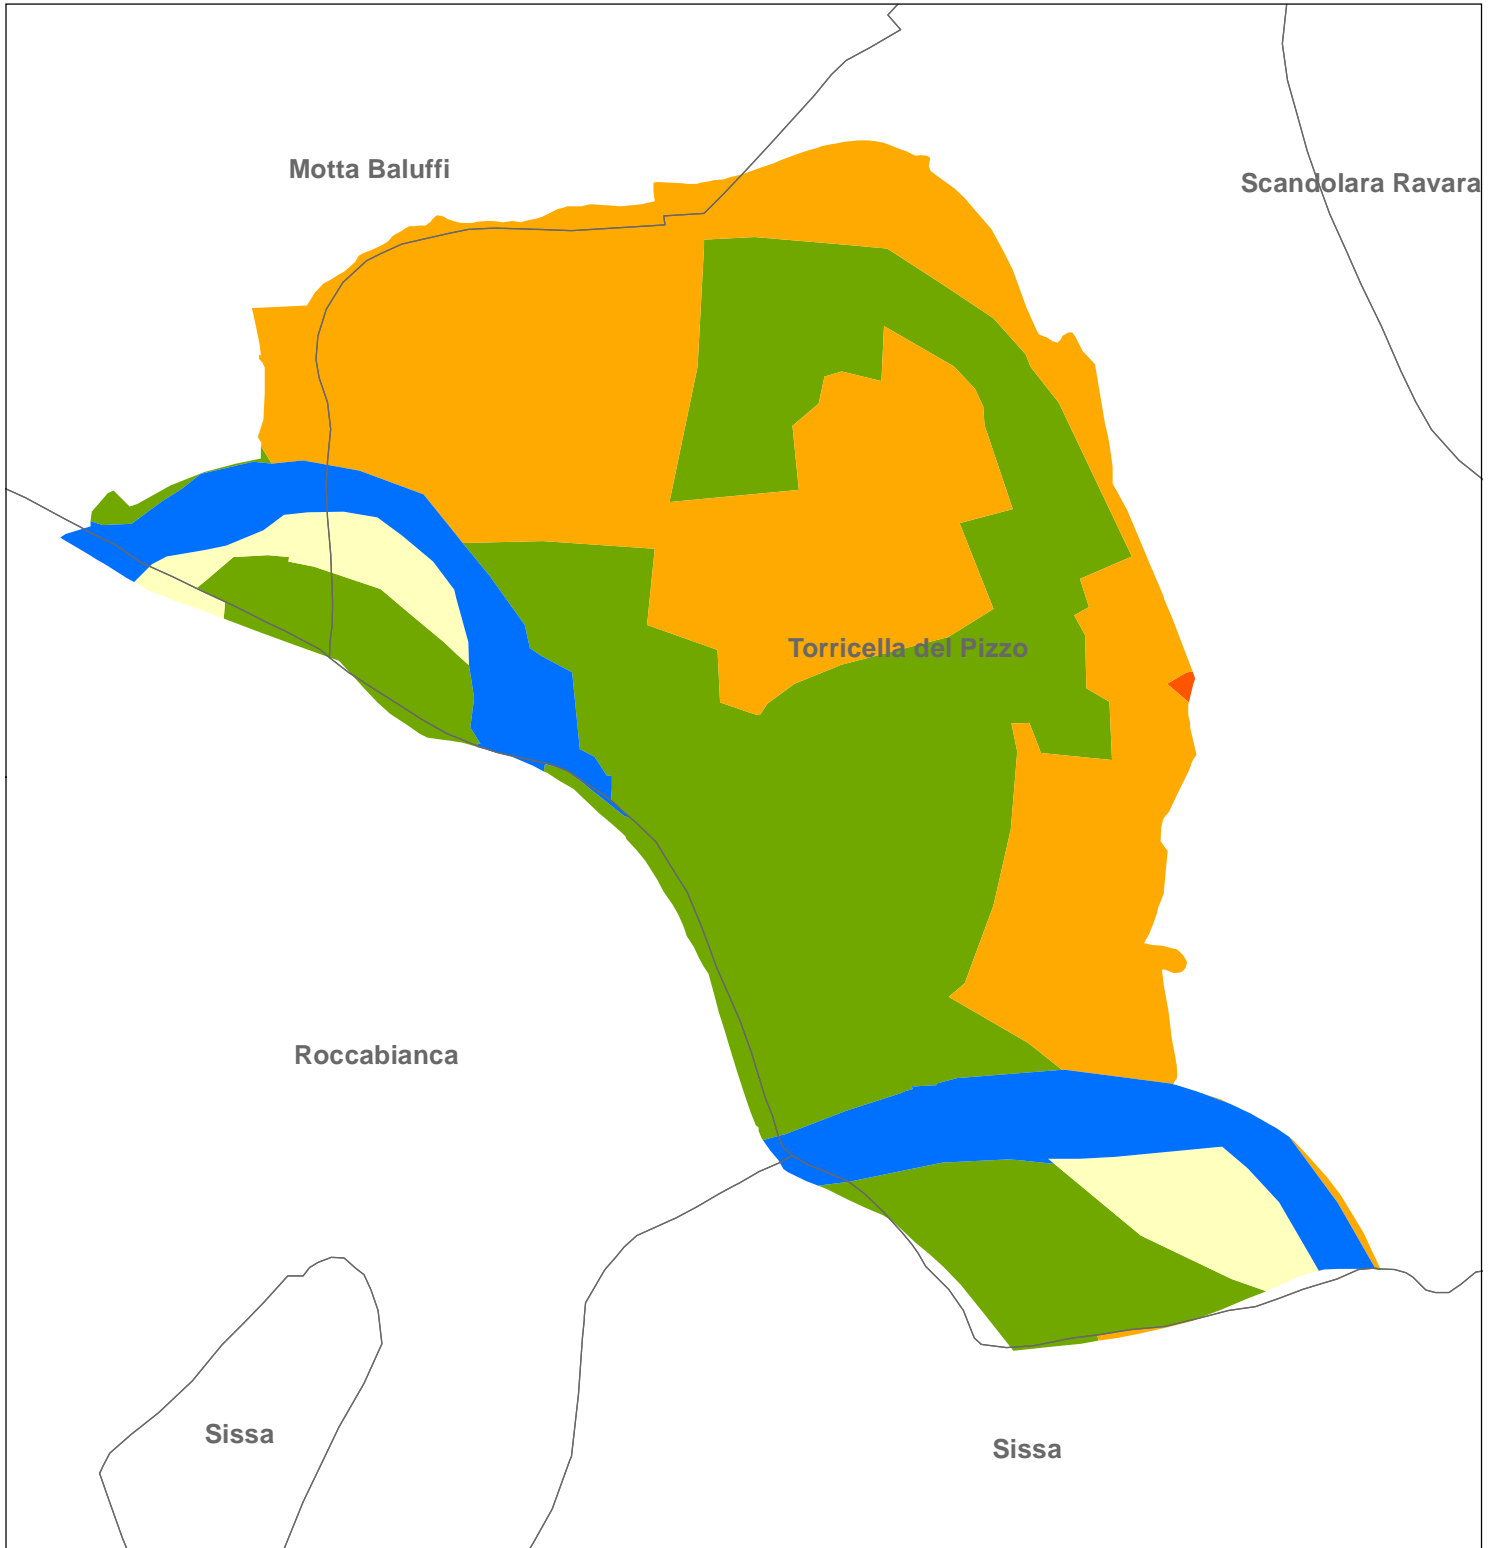 Motta Baluffi
Scandolara Ravara
Torricella del Pizzo
Roccabianca
Sissa
Sissa